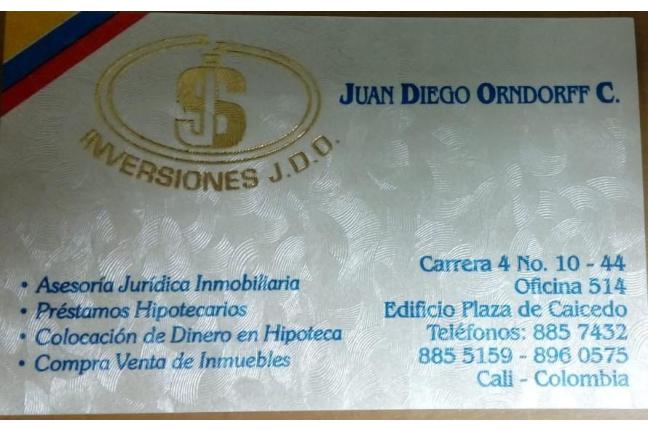 JUAN DIEGO ORNDORFF C.
INVERSIONES J.D.O.
• Asesoría Jurídica Inmobiliaria
• Préstamos Hipotecarios
• Colocación de Dinero en Hipoteca
• Compra Venta de Inmuebles
Carrera 4 No. 10 - 44
Oficina 514
Edificio Plaza de Caicedo
Teléfonos: 885 7432
885 5159 - 896 0575
Cali - Colombia